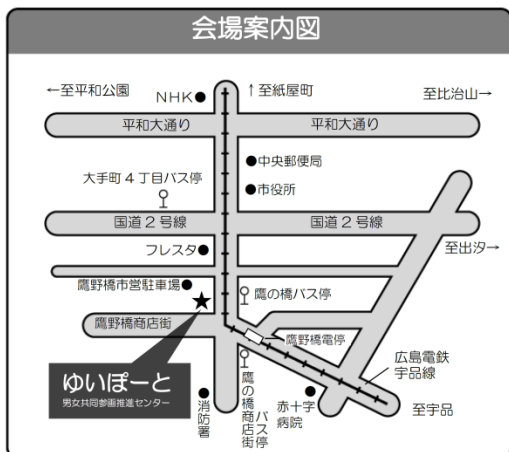 会場案内図
←至平和公園
NHK
↑至紙屋町
至比治山→
平和大通り
平和大通り
中央郵便局
大手町4丁目バス停
市役所
国道2号線
国道2号線
フレスタ
至出汐→
鷹野橋市営駐車場
鷹の橋バス停
鷹野橋商店街
鷹野橋電停
広島電鉄
宇品線
ゆいぽーと
男女共同参画推進センター
消防署
鷹の橋商店街
バス停
赤十字
病院
至宇品